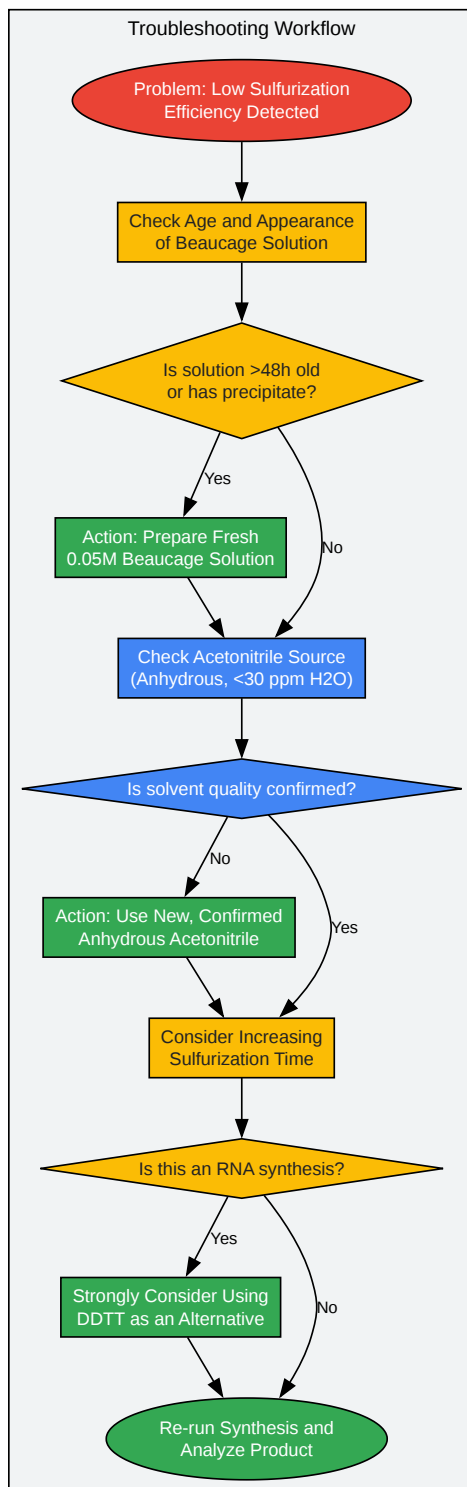 Troubleshooting Workflow
Problem: Low Sulfurization
Efficiency Detected
Check Age and Appearance
of Beaucage Solution
Is solution >48h old
or has precipitate?
Yes
Action: Prepare Fresh
0.05M Beaucage Solution
No
Check Acetonitrile Source
(Anhydrous, <30 ppm H2O)
Is solvent quality confirmed?
No
Action: Use New, Confirmed
Anhydrous Acetonitrile
Yes
Consider Increasing
Sulfurization Time
Is this an RNA synthesis?
Yes
Strongly Consider Using
DDTT as an Alternative
No
Re-run Synthesis and
Analyze Product